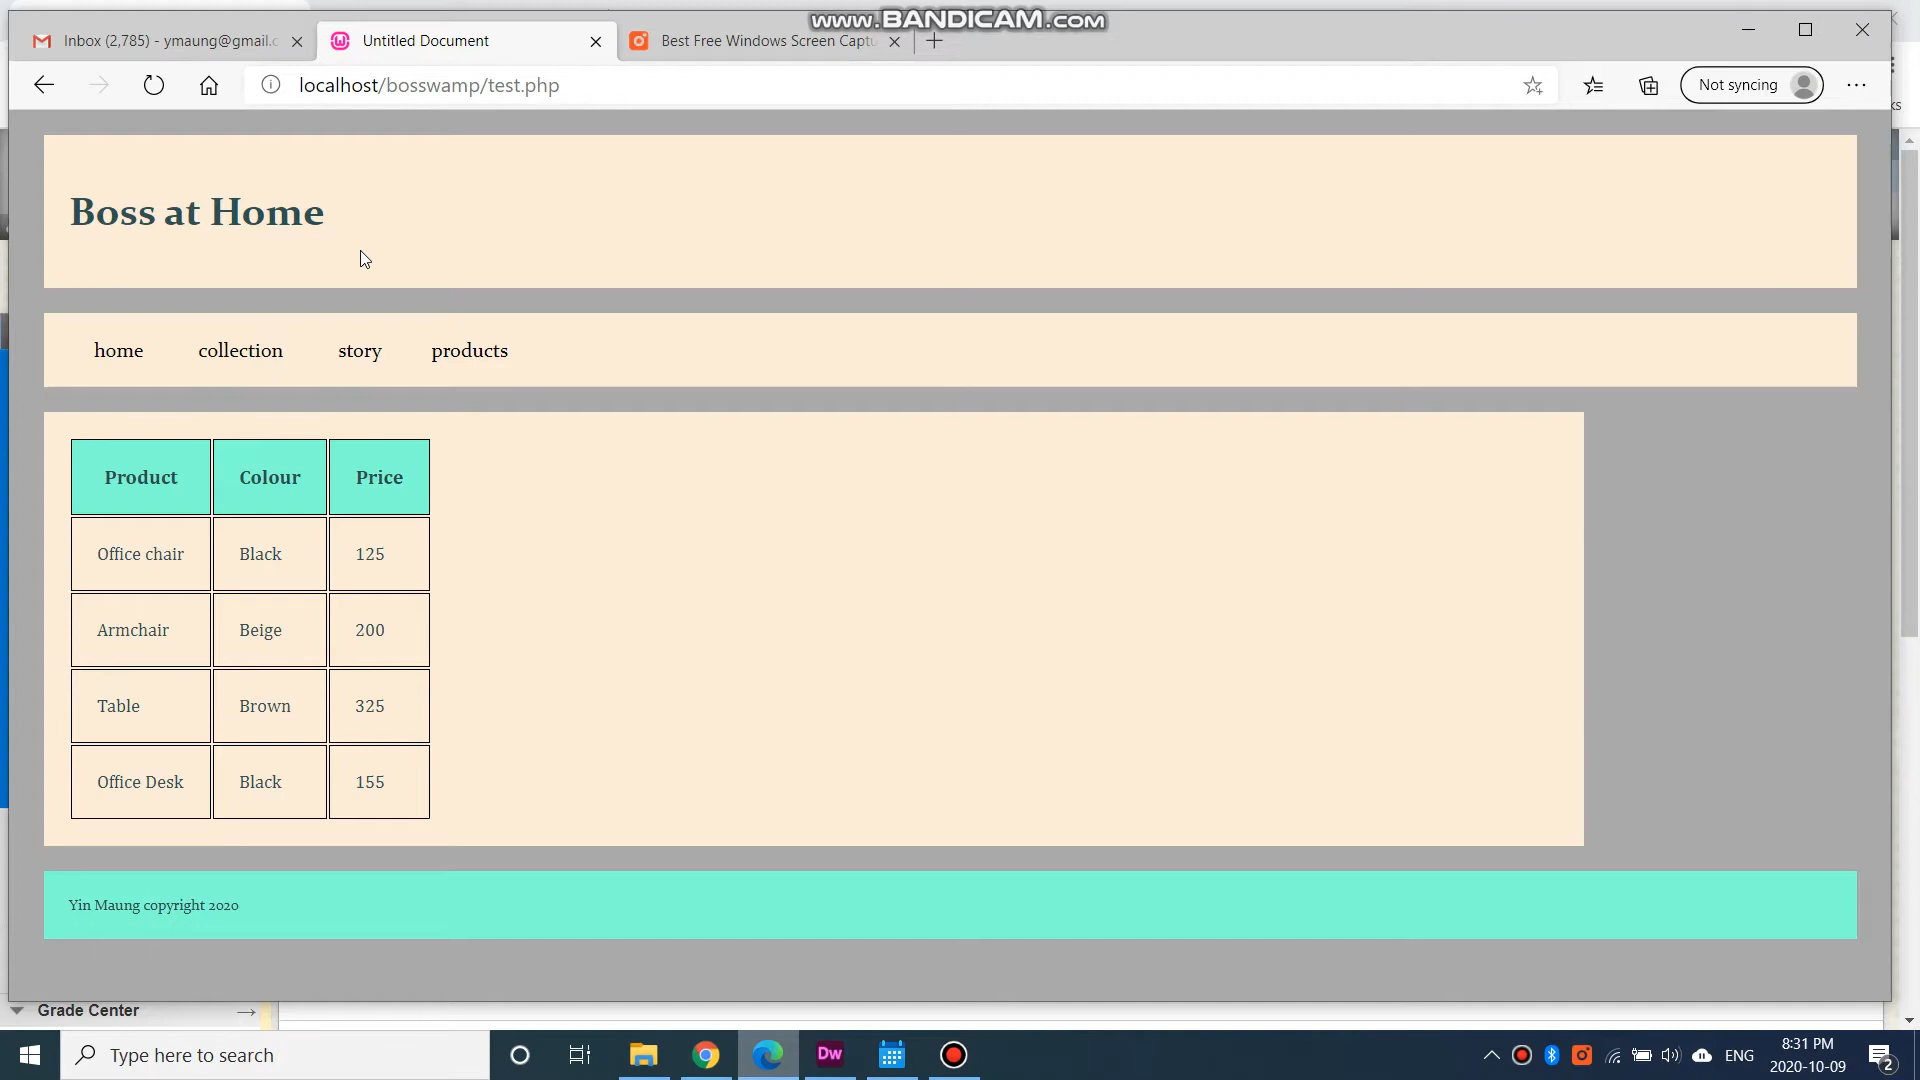 www.BANDICAM.com
Inbox (2,785) - ymaung@gmail.c
Untitled Document
Best Free Windows Screen Captu
localhost/bosswamp/test.php
Not syncing
ks
Boss at Home
home collection story products
Product Colour Price
Office chair Black 125
Armchair Beige 200
Table Brown 325
Office Desk Black 155
Yin Maung copyright 2020
Grade Center
Type here to search
Dw
ENG
8:31 PM
2020-10-09
2